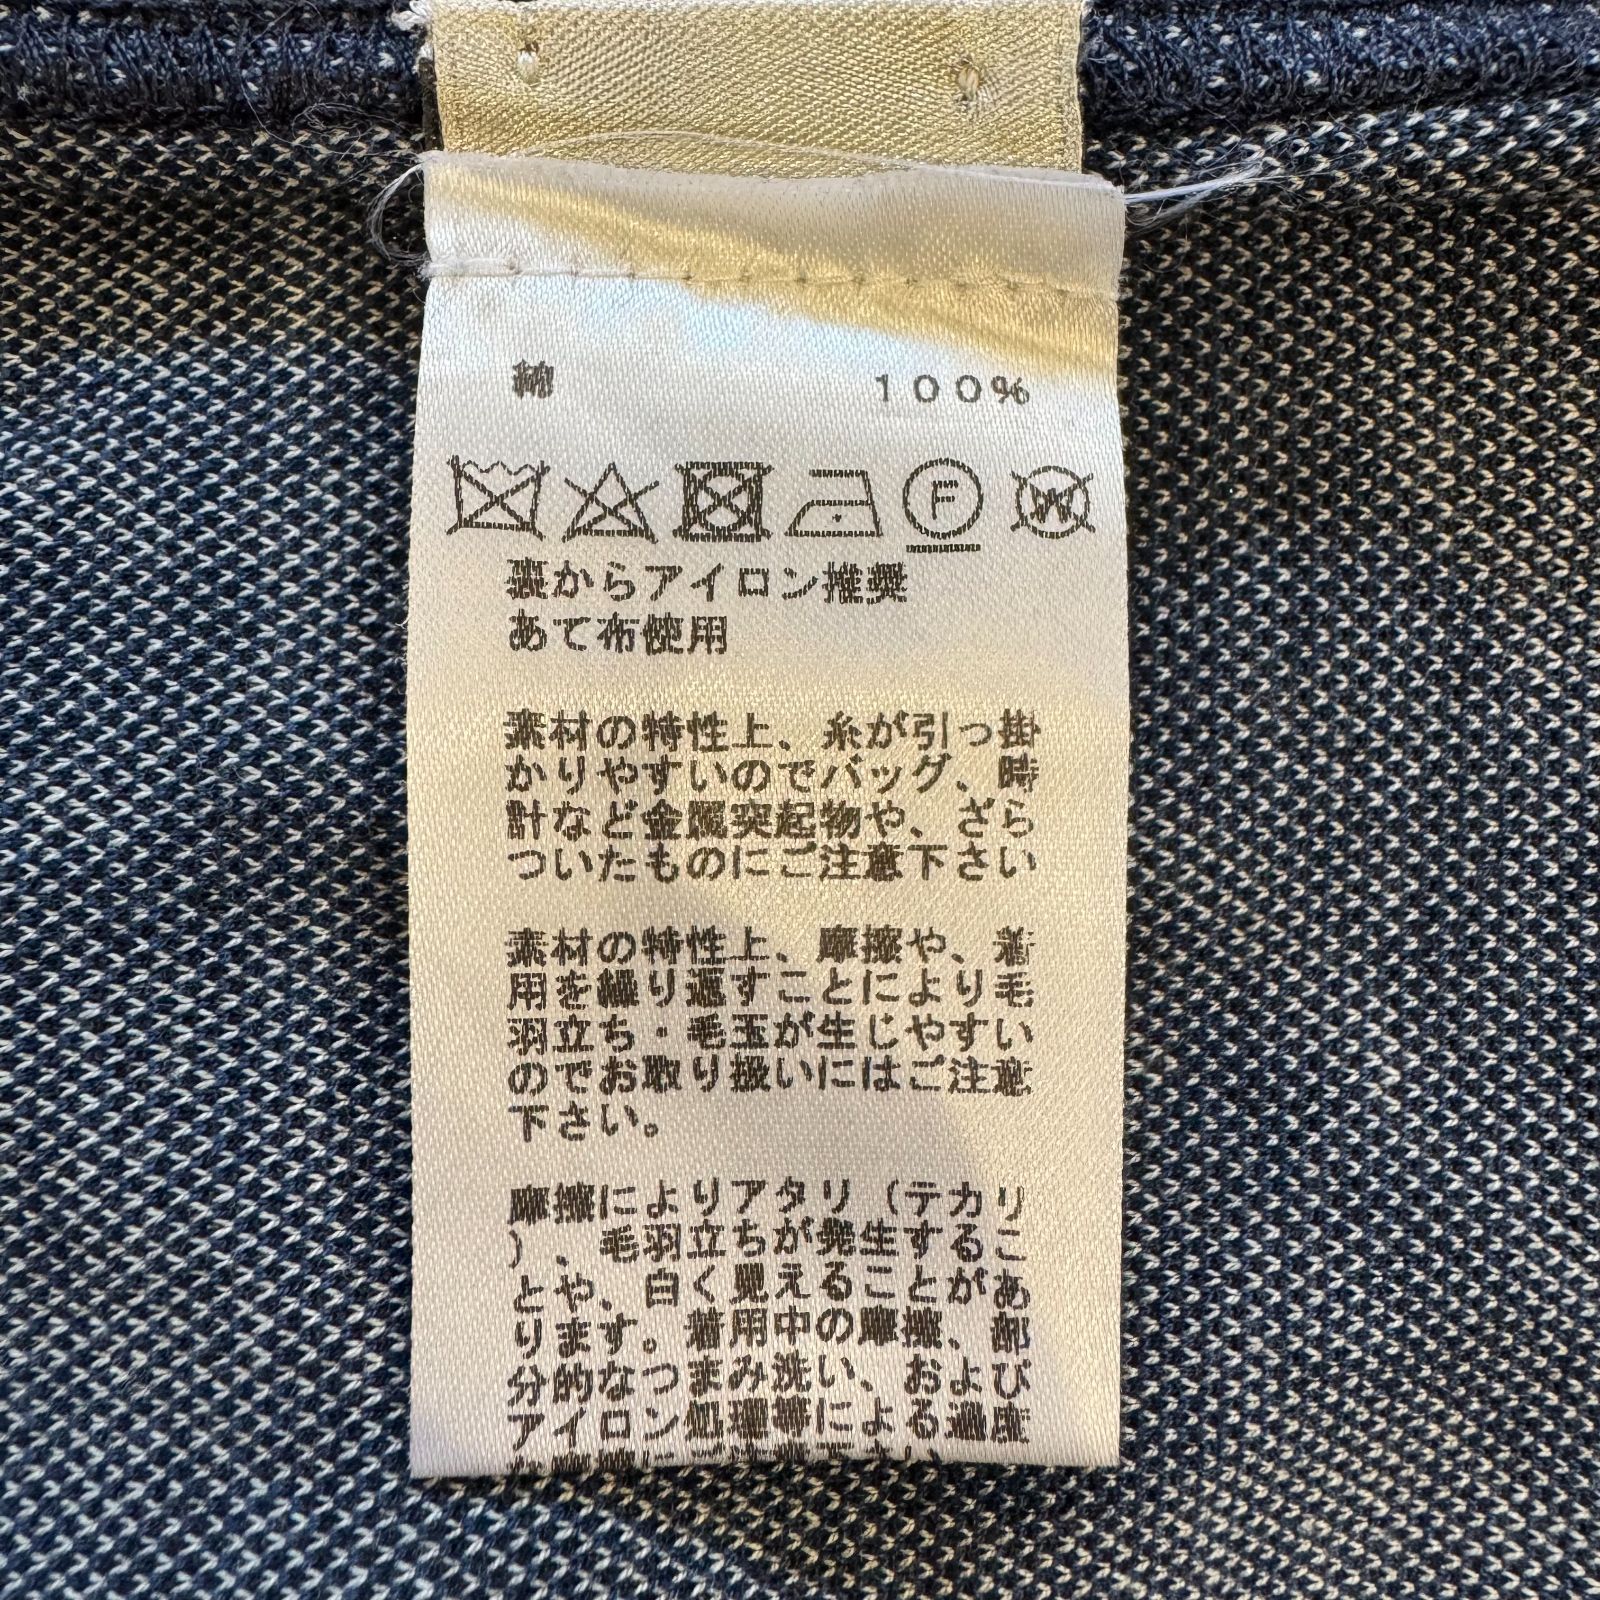 綿 100%
F W
裏からアイロン推奨
あて布使用
素材の特性上、糸が引っ掛
かりやすいのでバッグ、時
計など金属突起物や、ざら
ついたものにご注意下さい
素材の特性上、摩擦や、着
用を繰り返すことにより毛
羽立ち・毛玉が生じやすい
のでお取り扱いにはご注意
下さい。
摩擦によりアタリ（テカリ
）、毛羽立ちが発生するこ
とや、白く見えることがあ
ります。着用中の摩擦、部
分的なつまみ洗い、および
アイロン処理等による過度